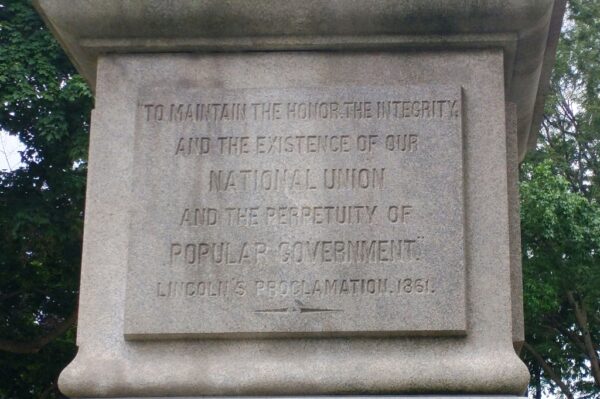 "TO MAINTAIN THE HONOR, THE INTEGRITY,
AND THE EXISTENCE OF OUR
NATIONAL UNION
AND THE PERPETUITY OF
POPULAR GOVERNMENT."
LINCOLN'S PROCLAMATION. 1861.